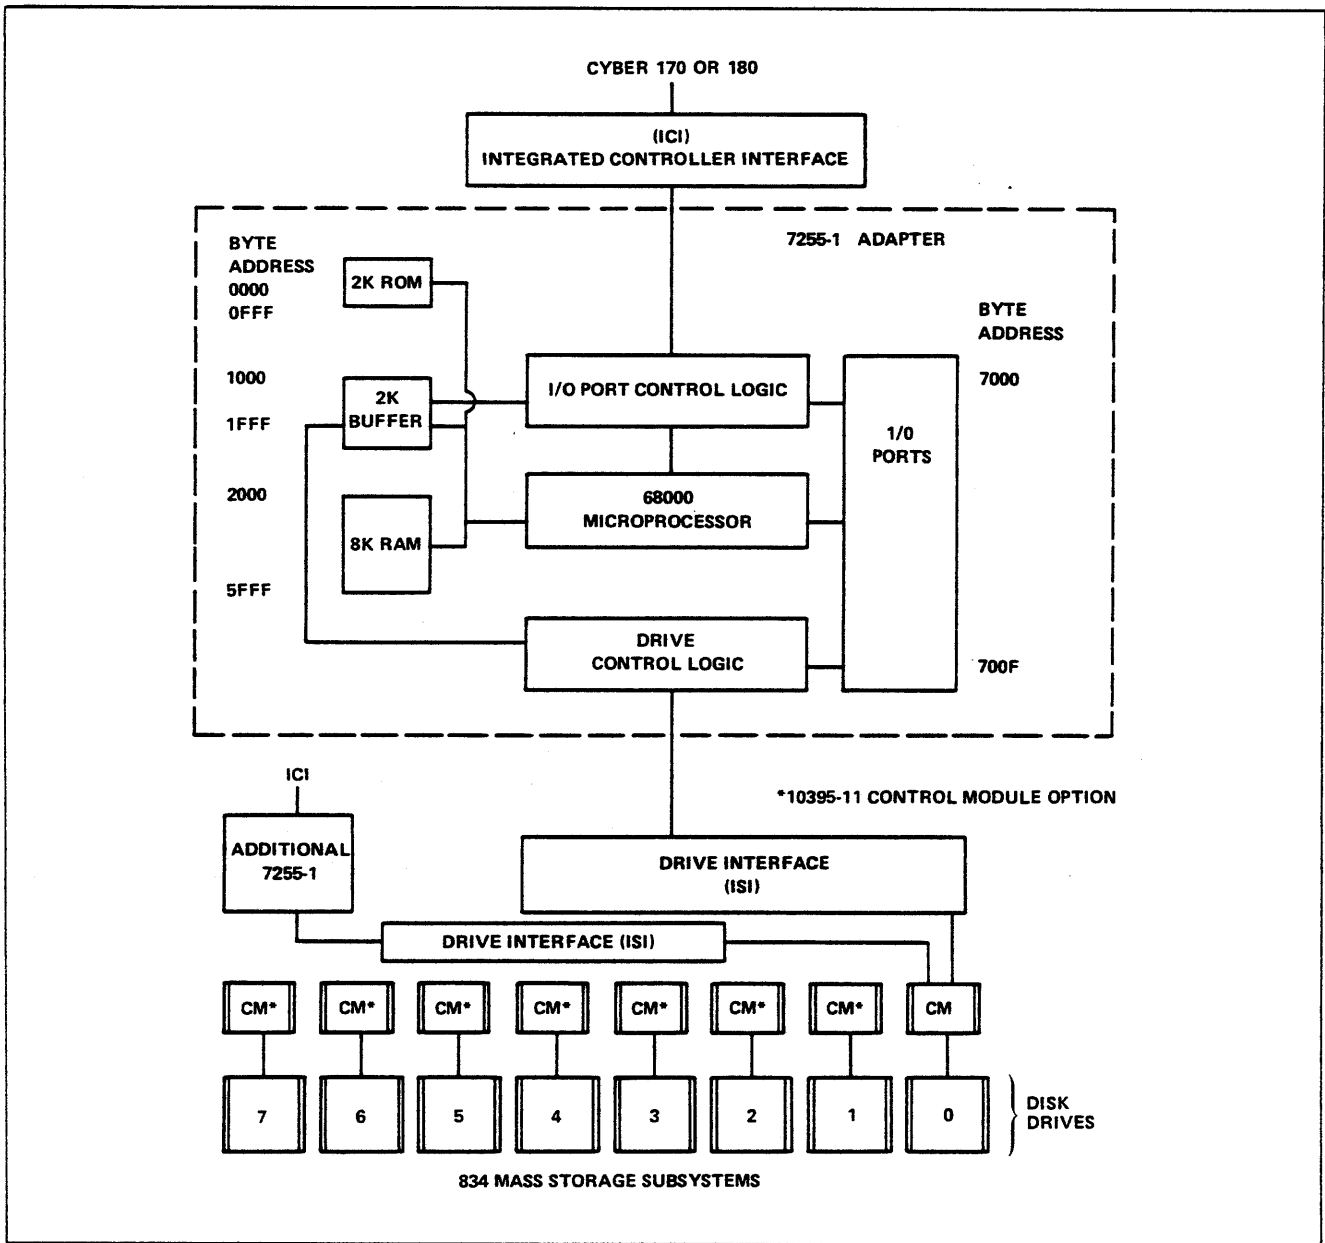 CYBER 170 OR 180
(ICI)
INTEGRATED CONTROLLER INTERFACE
7255-1 ADAPTER
BYTE
ADDRESS
0000
0FFF
2K ROM
BYTE
ADDRESS
1000
1FFF
2K
BUFFER
I/O PORT CONTROL LOGIC
7000
1/0
PORTS
2000
5FFF
8K RAM
68000
MICROPROCESSOR
DRIVE
CONTROL LOGIC
700F
ICI
*10395-11 CONTROL MODULE OPTION
ADDITIONAL
7255-1
DRIVE INTERFACE
(ISI)
DRIVE INTERFACE (ISI)
CM* CM* CM* CM* CM* CM* CM* CM
7 6 5 4 3 2 1 0
DISK
DRIVES
834 MASS STORAGE SUBSYSTEMS